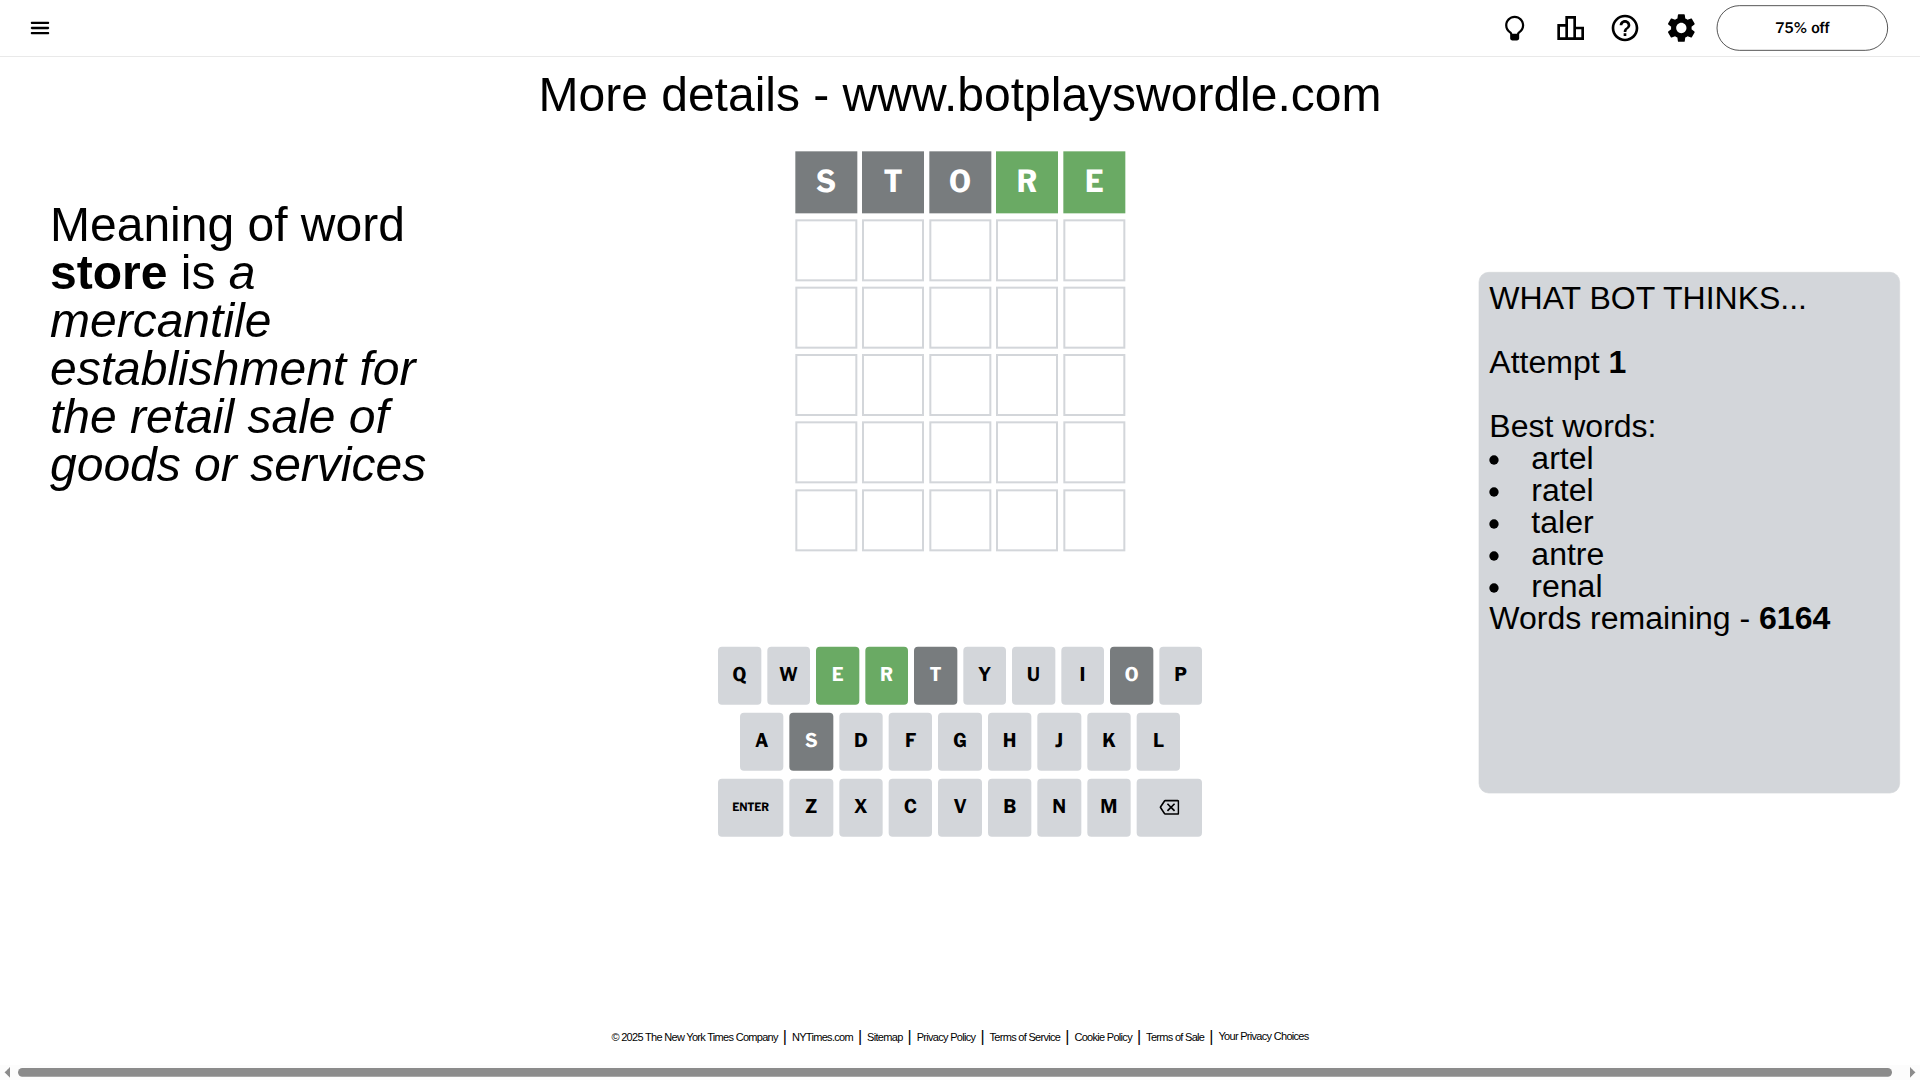 75% off
More details - www.botplayswordle.com
S T O R E
Meaning of word
store is a
mercantile
establishment for
the retail sale of
goods or services
WHAT BOT THINKS...
Attempt 1
Best words:
• artel
• ratel
• taler
• antre
• renal
Words remaining - 6164
Q W E R T Y U I O P
A S D F G H J K L
ENTER Z X C V B N M
© 2025 The New York Times Company | NYTimes.com | Sitemap | Privacy Policy | Terms of Service | Cookie Policy | Terms of Sale | Your Privacy Choices